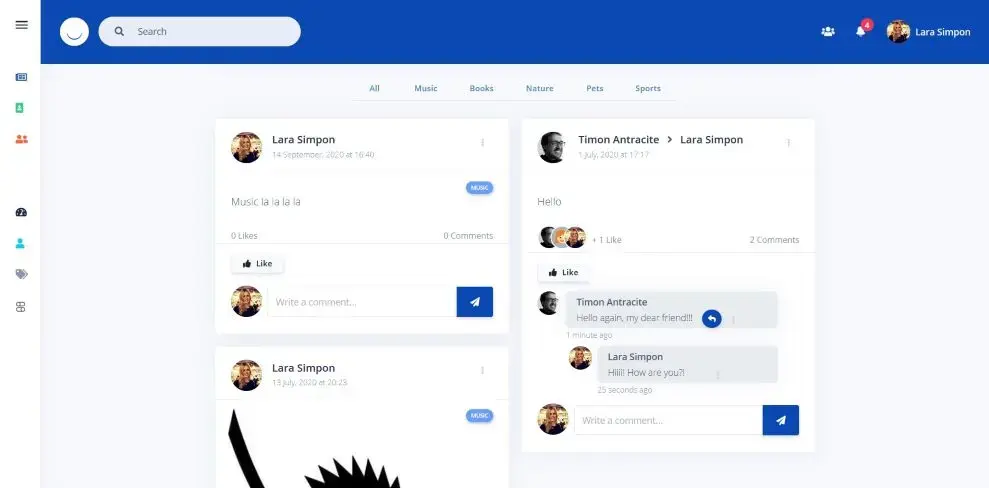 Search
4
Lara Simpon
All Music Books Nature Pets Sports
Lara Simpon
14 September, 2020 at 16:40
MUSIC
Music la la la la
0 Likes 0 Comments
Like
Write a comment...
Lara Simpon
13 July, 2020 at 20:23
MUSIC
Timon Antracite > Lara Simpon
1 July, 2020 at 17:17
Hello
+ 1 Like 2 Comments
Like
Timon Antracite
Hello again, my dear friend!!!
1 minute ago
Lara Simpon
Hiiii! How are you?!
25 seconds ago
Write a comment...